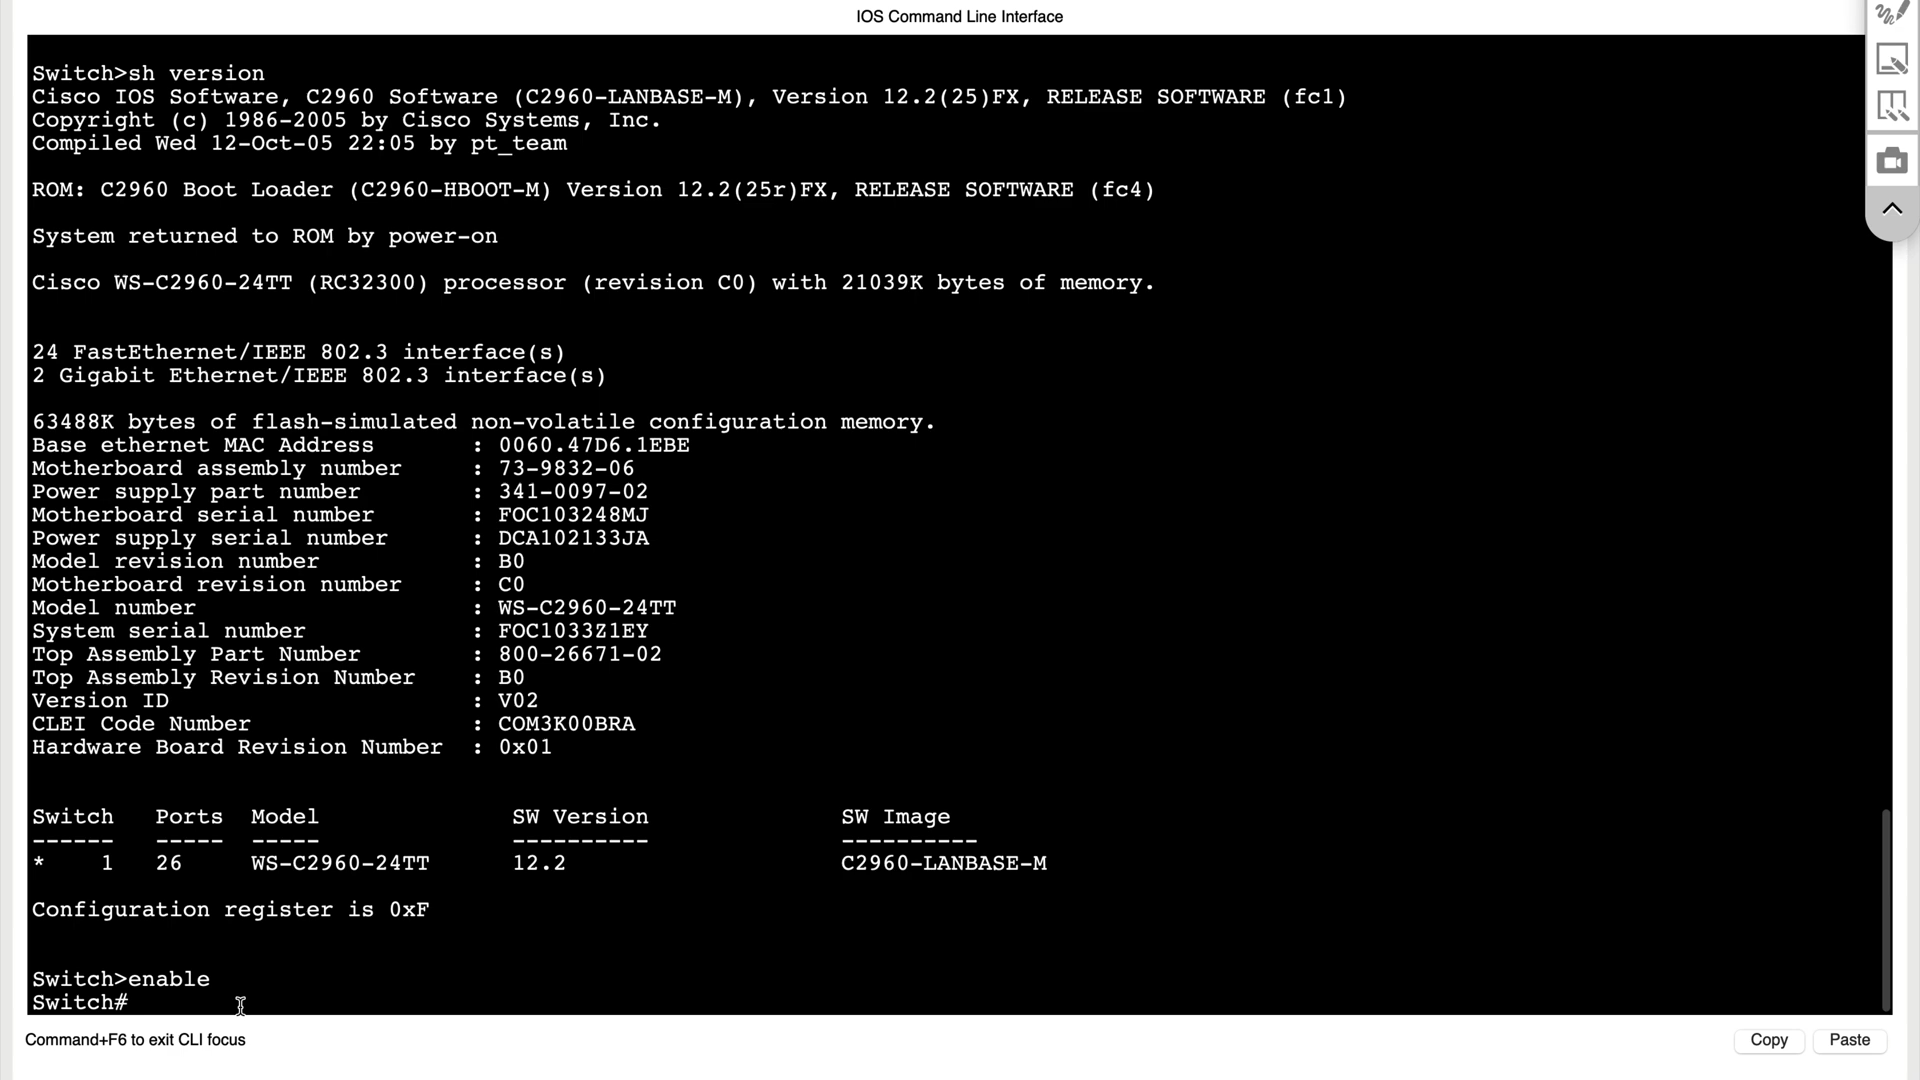 IOS Command Line Interface
Switch>sh version
Cisco IOS Software, C2960 Software (C2960-LANBASE-M), Version 12.2(25)FX, RELEASE SOFTWARE (fc1)
Copyright (c) 1986-2005 by Cisco Systems, Inc.
Compiled Wed 12-Oct-05 22:05 by pt_team
ROM: C2960 Boot Loader (C2960-HBOOT-M) Version 12.2(25r)FX, RELEASE SOFTWARE (fc4)
System returned to ROM by power-on
Cisco WS-C2960-24TT (RC32300) processor (revision C0) with 21039K bytes of memory.
24 FastEthernet/IEEE 802.3 interface(s)
2 Gigabit Ethernet/IEEE 802.3 interface(s)
63488K bytes of flash-simulated non-volatile configuration memory.
Base ethernet MAC Address       : 0060.47D6.1EBE
Motherboard assembly number     : 73-9832-06
Power supply part number        : 341-0097-02
Motherboard serial number       : FOC103248MJ
Power supply serial number      : DCA102133JA
Model revision number           : B0
Motherboard revision number     : C0
Model number                    : WS-C2960-24TT
System serial number            : FOC1033Z1EY
Top Assembly Part Number        : 800-26671-02
Top Assembly Revision Number    : B0
Version ID                      : V02
CLEI Code Number                : COM3K00BRA
Hardware Board Revision Number  : 0x01
Switch   Ports  Model              SW Version              SW Image
------   -----  -----              ----------              ----------
*    1   26     WS-C2960-24TT      12.2                    C2960-LANBASE-M
Configuration register is 0xF
Switch>enable
Switch#
Command+F6 to exit CLI focus
Copy
Paste